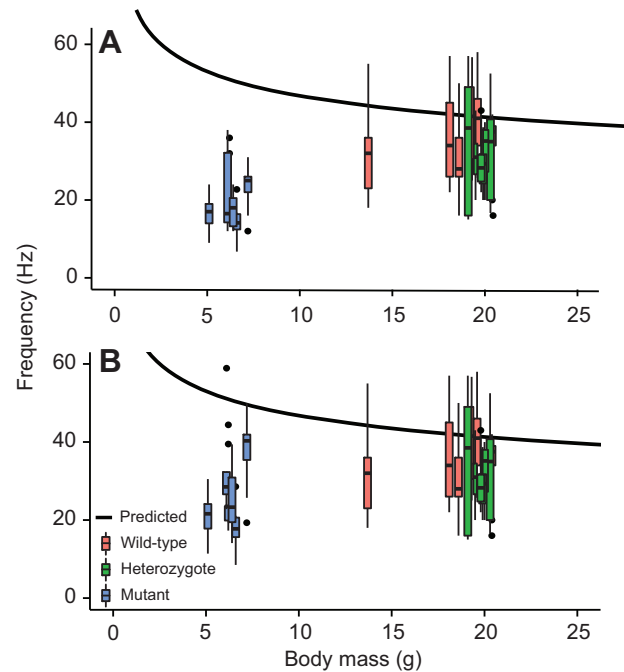 A
60
40
20
0
0 5 10 15 20 25
Frequency (Hz)
B
60
40
20
0
Predicted
Wild-type
Heterozygote
Mutant
0 5 10 15 20 25
Body mass (g)